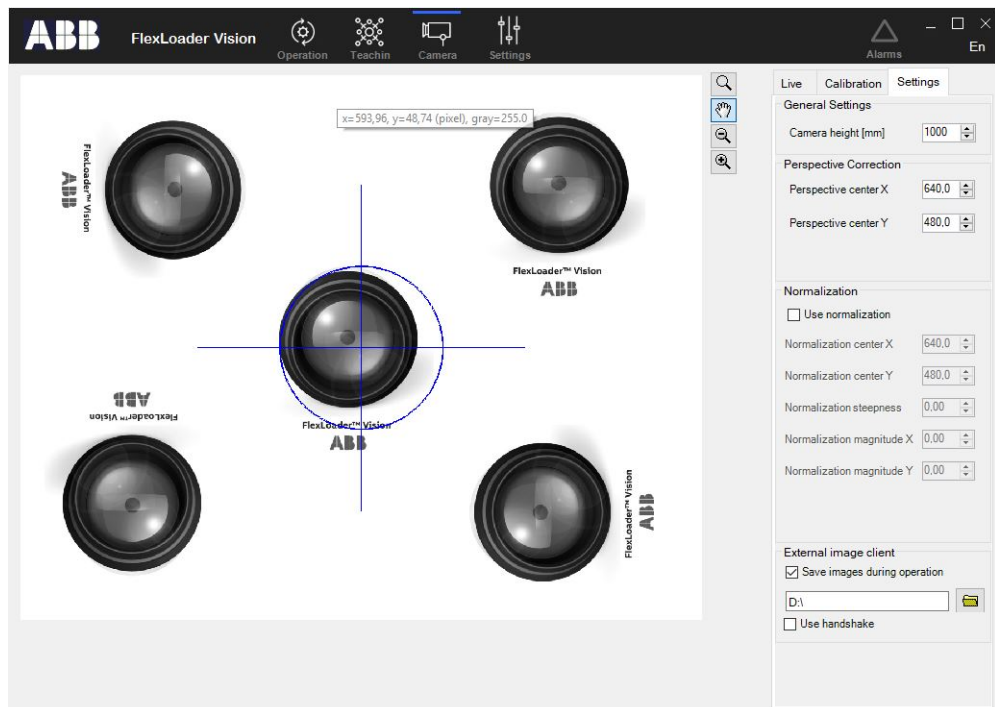 ABB
FlexLoader Vision
Operation
Teachin
Camera
Settings
Alarms
En
x=593,96, y=48,74 (pixel), gray=255.0
FlexLoader™ Vision
ABB
FlexLoader™ Vision
ABB
FlexLoader™ Vision
ABB
FlexLoader™ Vision
ABB
FlexLoader™ Vision
ABB
Live
Calibration
Settings
General Settings
Camera height [mm] 1000
Perspective Correction
Perspective center X 640,0
Perspective center Y 480,0
Normalization
Use normalization
Normalization center X 640,0
Normalization center Y 480,0
Normalization steepness 0,00
Normalization magnitude X 0,00
Normalization magnitude Y 0,00
External image client
Save images during operation
D:\
Use handshake